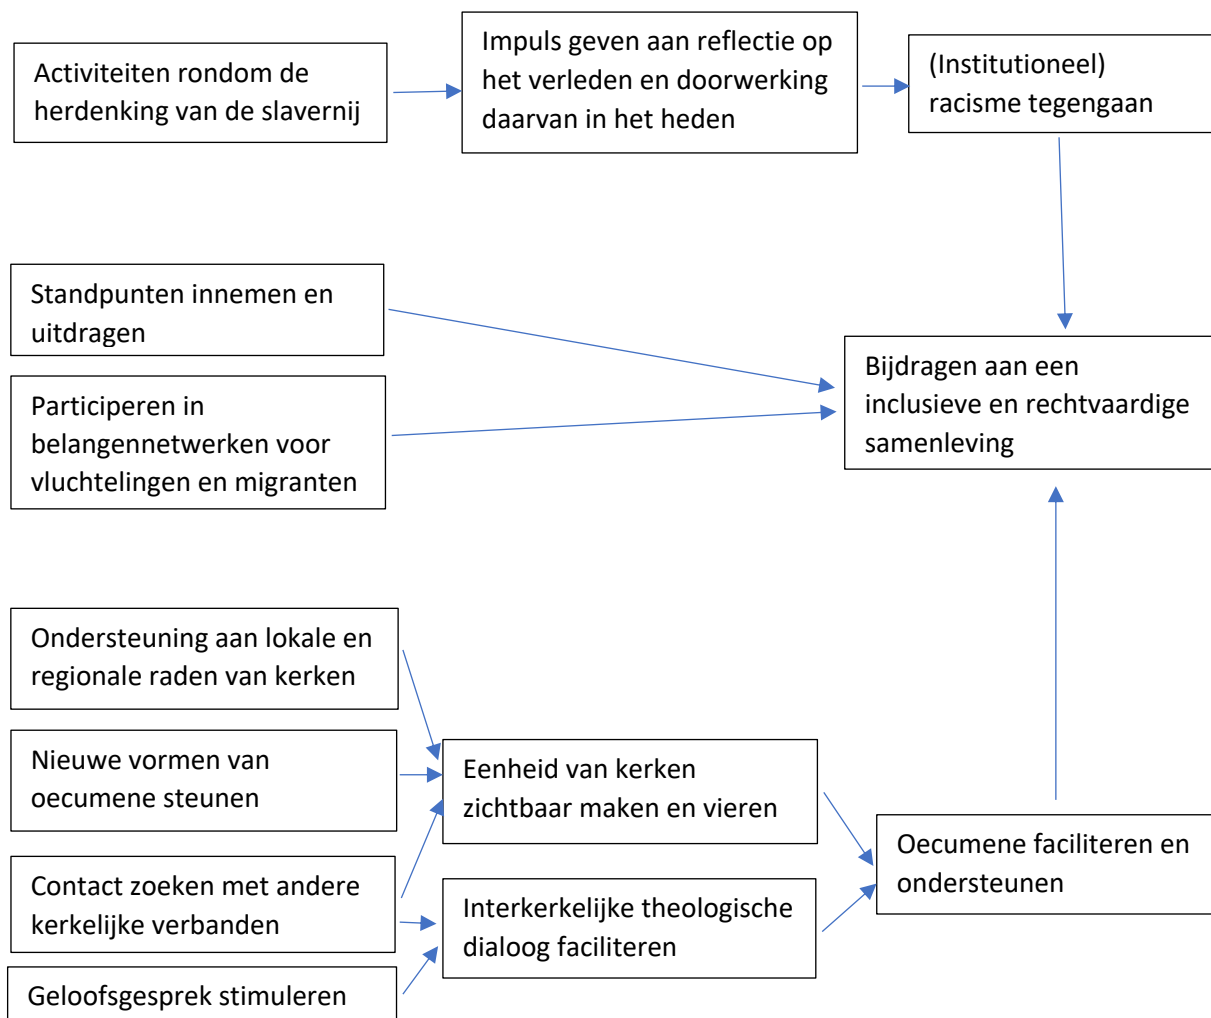 Activiteiten rondom de
herdenking van de slavernij
Impuls geven aan reflectie op
het verleden en doorwerking
daarvan in het heden
(Institutioneel)
racisme tegengaan
Standpunten innemen en
uitdragen
Participeren in
belangennetwerken voor
vluchtelingen en migranten
Bijdragen aan een
inclusieve en rechtvaardige
samenleving
Ondersteuning aan lokale en
regionale raden van kerken
Nieuwe vormen van
oecumene steunen
Contact zoeken met andere
kerkelijke verbanden
Geloofsgesprek stimuleren
Eenheid van kerken
zichtbaar maken en vieren
Interkerkelijke theologische
dialoog faciliteren
Oecumene faciliteren en
ondersteunen